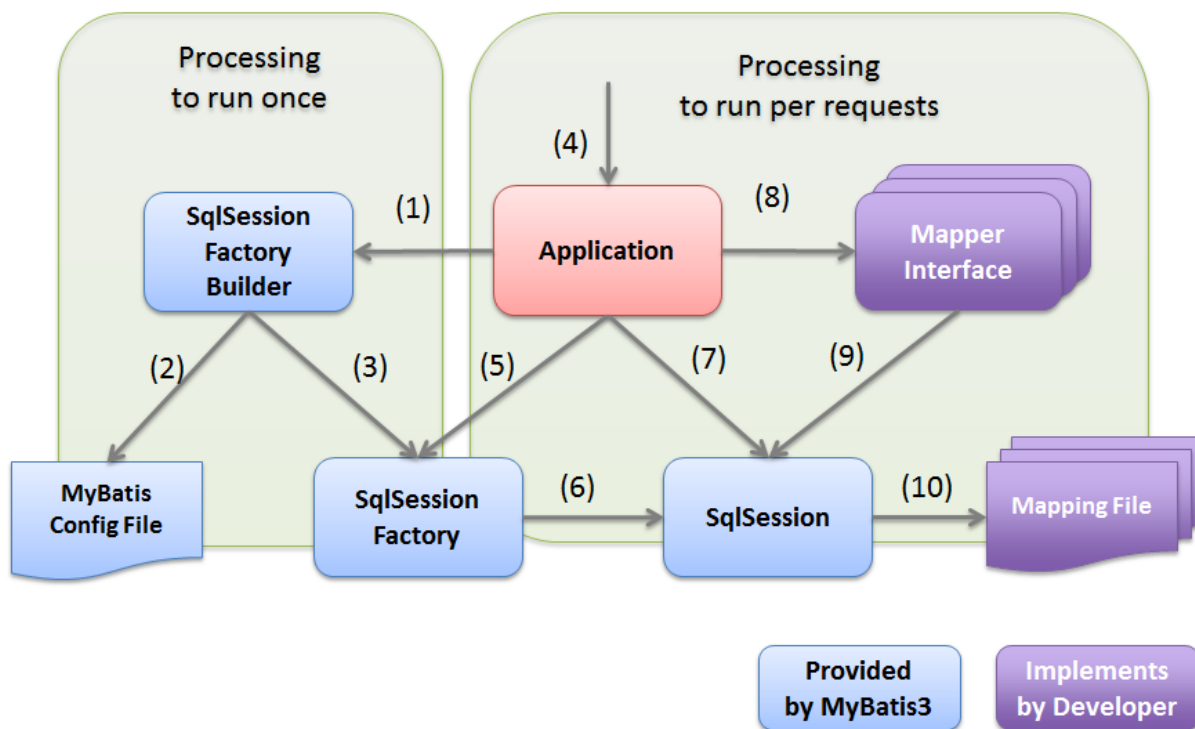 Processing
to run once
Processing
to run per requests
(4)
SqlSession
Factory
Builder
(1)
Application
(8)
Mapper
Interface
(2)
(3)
(5)
(7)
(9)
MyBatis
Config File
SqlSession
Factory
(6)
SqlSession
(10)
Mapping File
Provided
by MyBatis3
Implements
by Developer